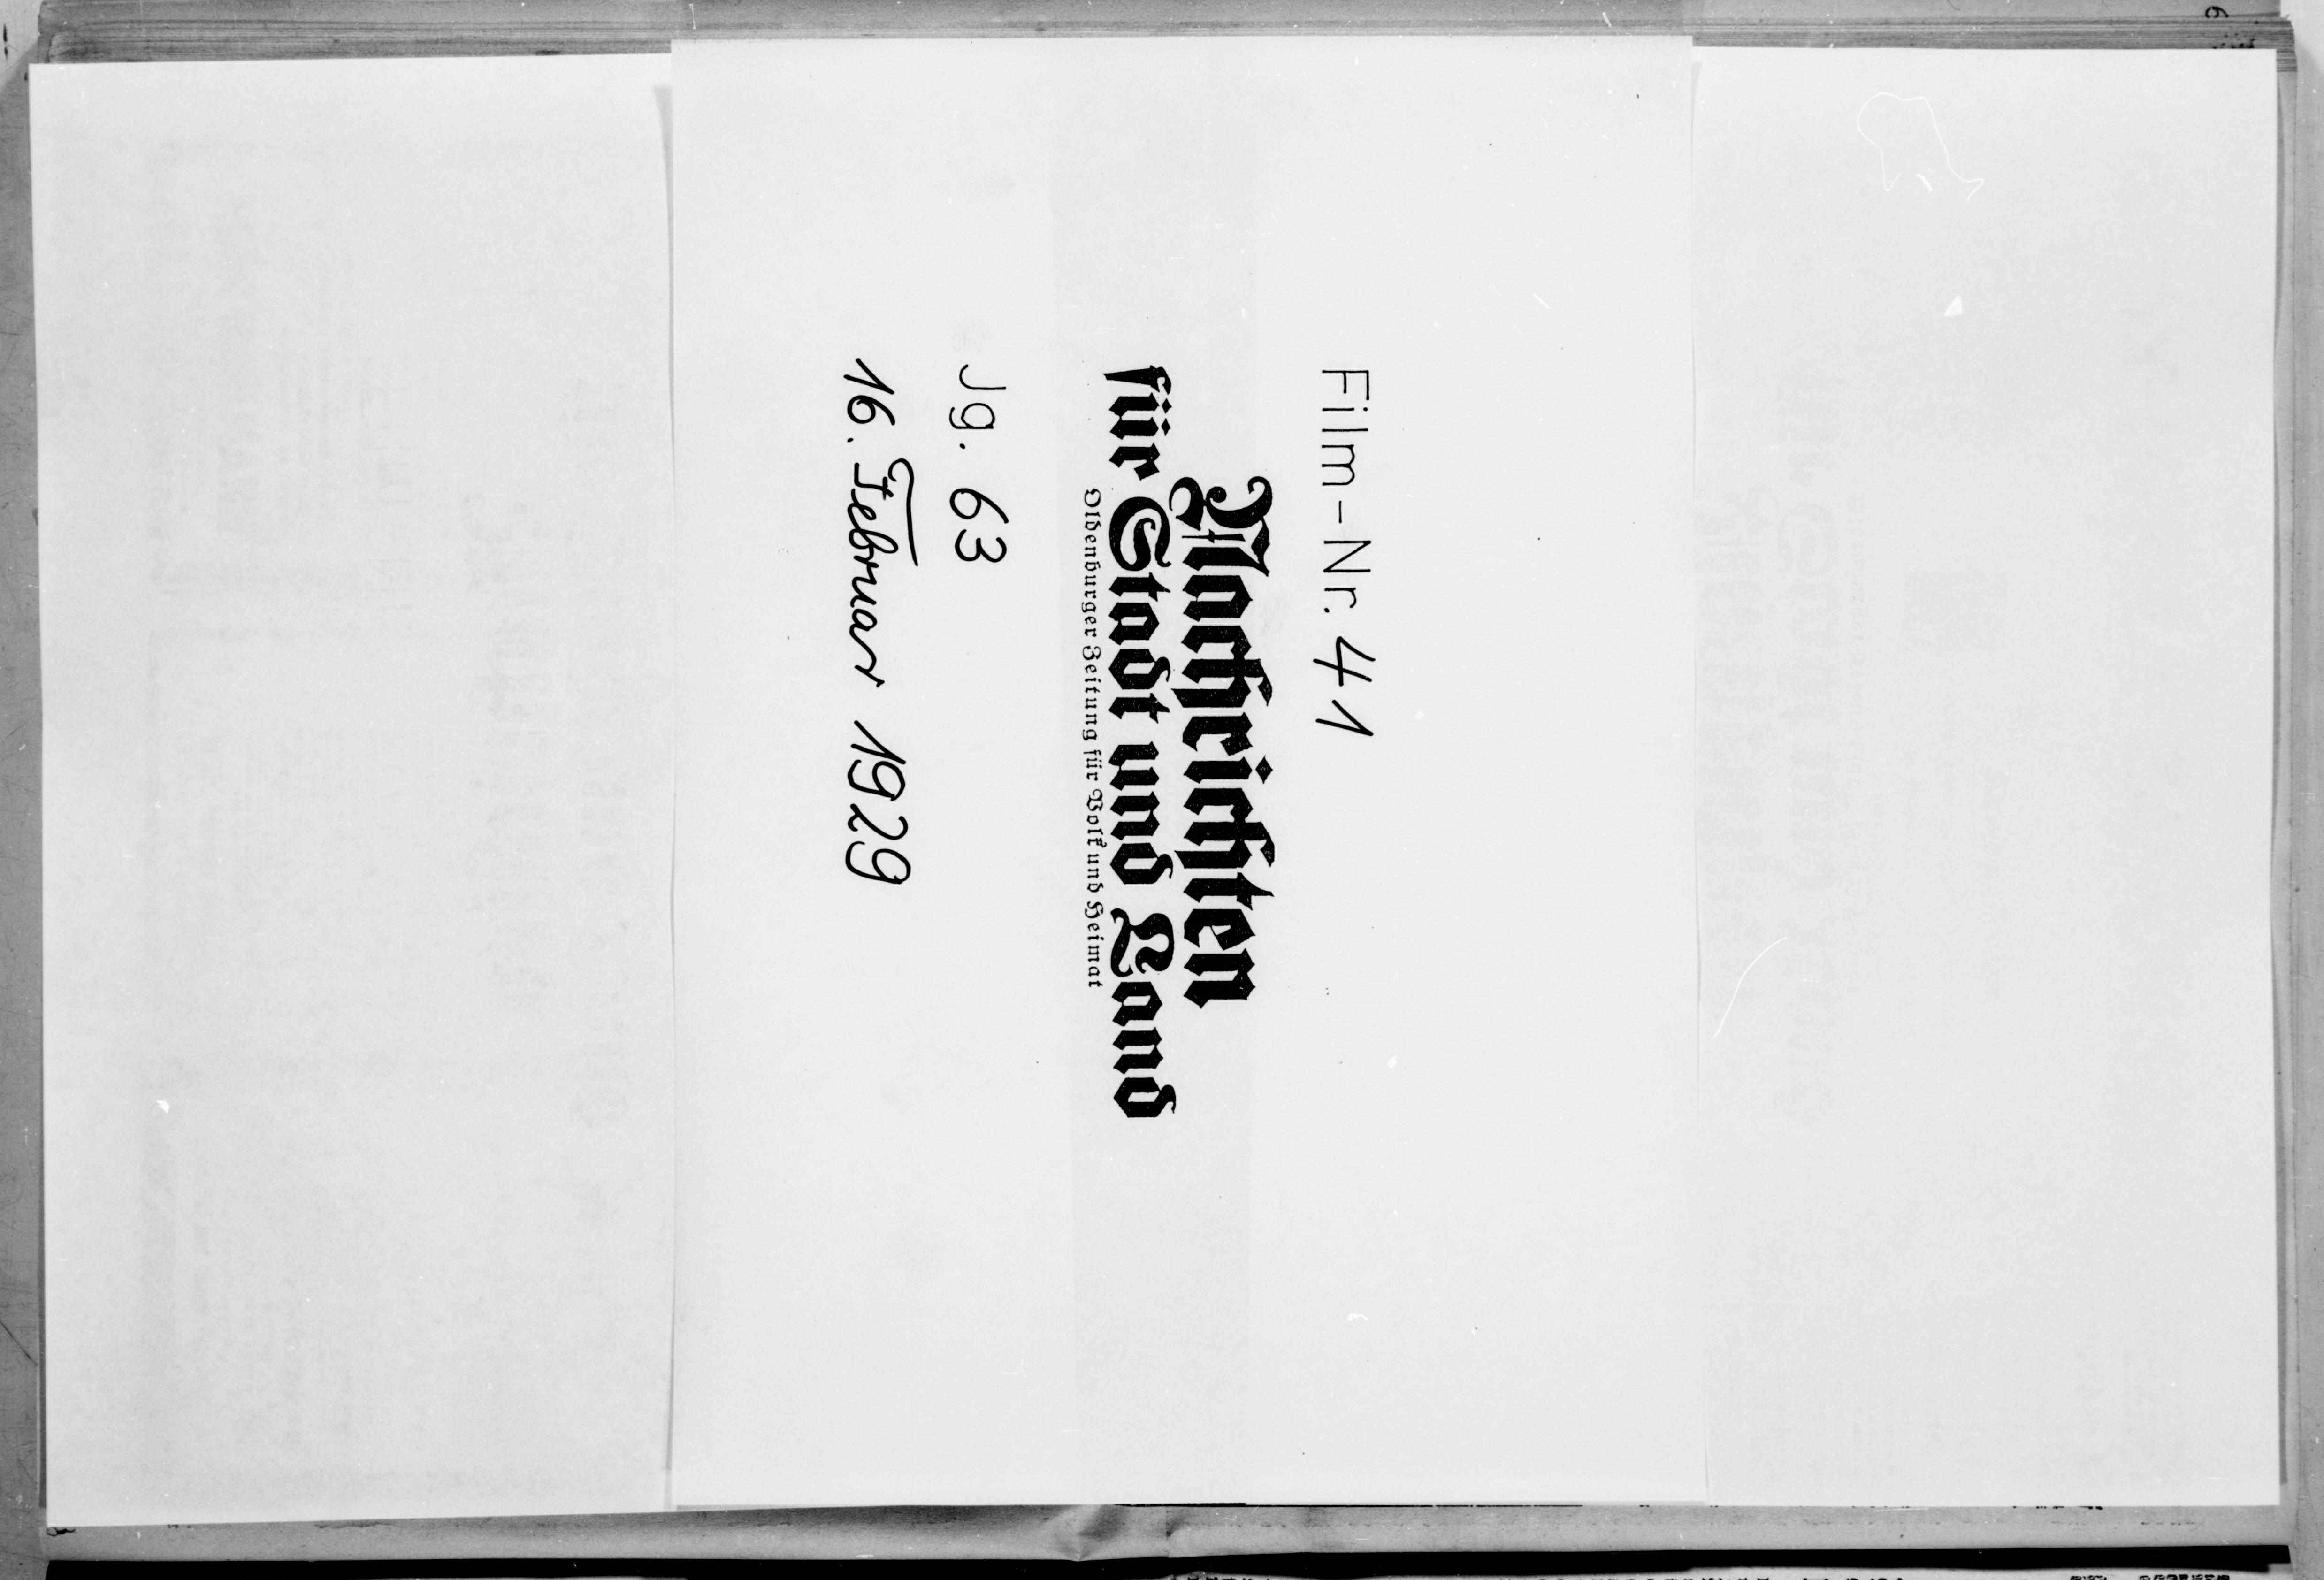 Film-Nr. 41
Nachrichten
für Stadt und Land
Oldenburger Zeitung für Volk und Heimat
Jg. 63
16. Februar 1929